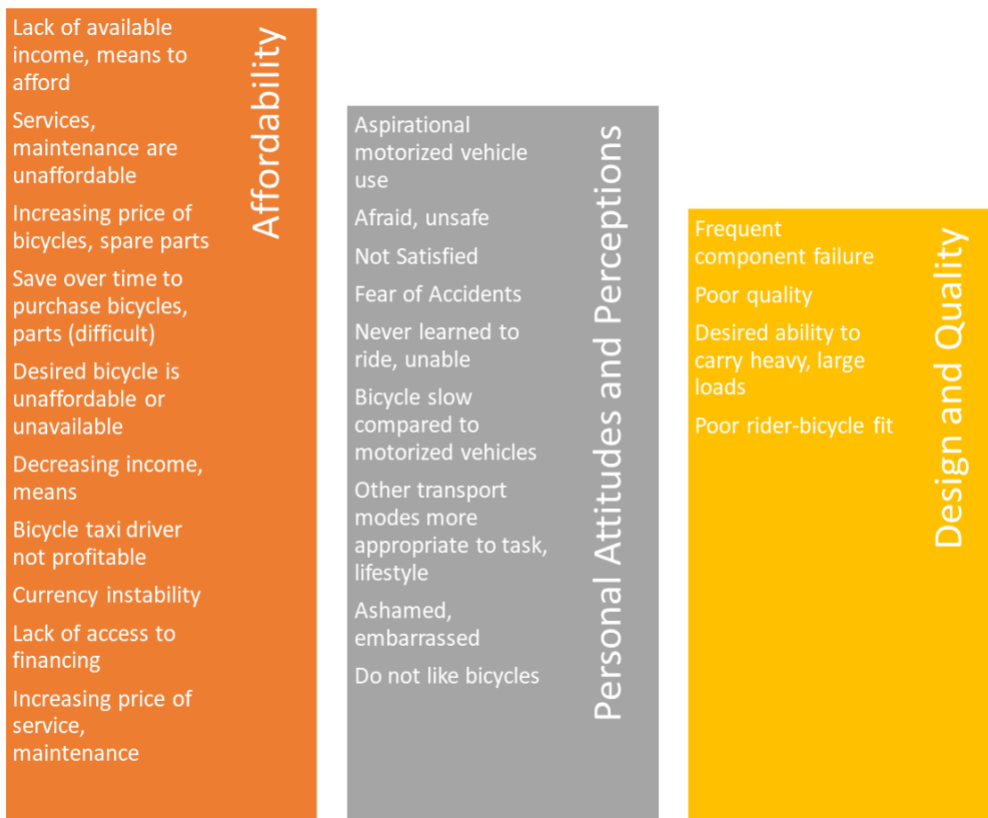 Affordability
Lack of available
income, means to
afford
Services,
maintenance are
unaffordable
Increasing price of
bicycles, spare parts
Save over time to
purchase bicycles,
parts (difficult)
Desired bicycle is
unaffordable or
unavailable
Decreasing income,
means
Bicycle taxi driver
not profitable
Currency instability
Lack of access to
financing
Increasing price of
service,
maintenance
Personal Attitudes and Perceptions
Aspirational
motorized vehicle
use
Afraid, unsafe
Not Satisfied
Fear of Accidents
Never learned to
ride, unable
Bicycle slow
compared to
motorized vehicles
Other transport
modes more
appropriate to task,
lifestyle
Ashamed,
embarrassed
Do not like bicycles
Design and Quality
Frequent
component failure
Poor quality
Desired ability to
carry heavy, large
loads
Poor rider-bicycle fit